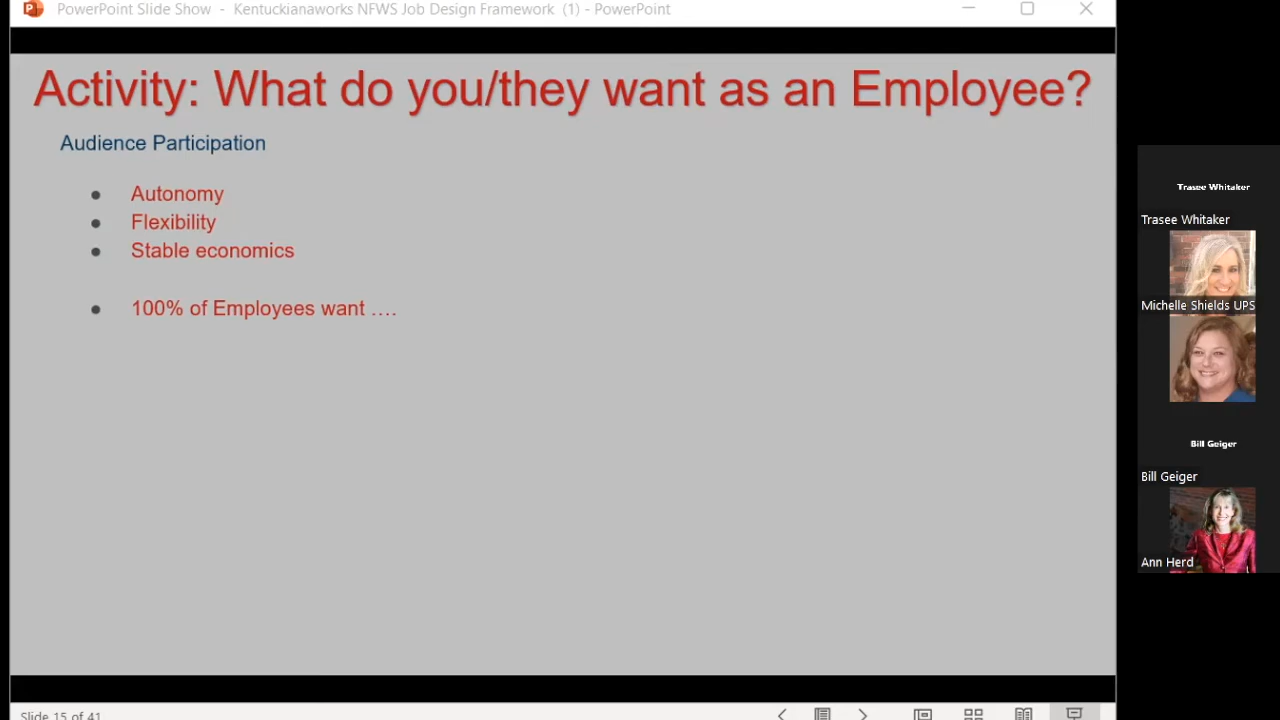 PowerPoint Slide Show - Kentuckianaworks NFWS Job Design Framework (1) - PowerPoint
Activity: What do you/they want as an Employee?
Audience Participation
• Autonomy
• Flexibility
• Stable economics
• 100% of Employees want ....
Trasee Whitaker
Trasee Whitaker
Michelle Shields UPS
Bill Geiger
Bill Geiger
Ann Herd
Slide 15 of 41